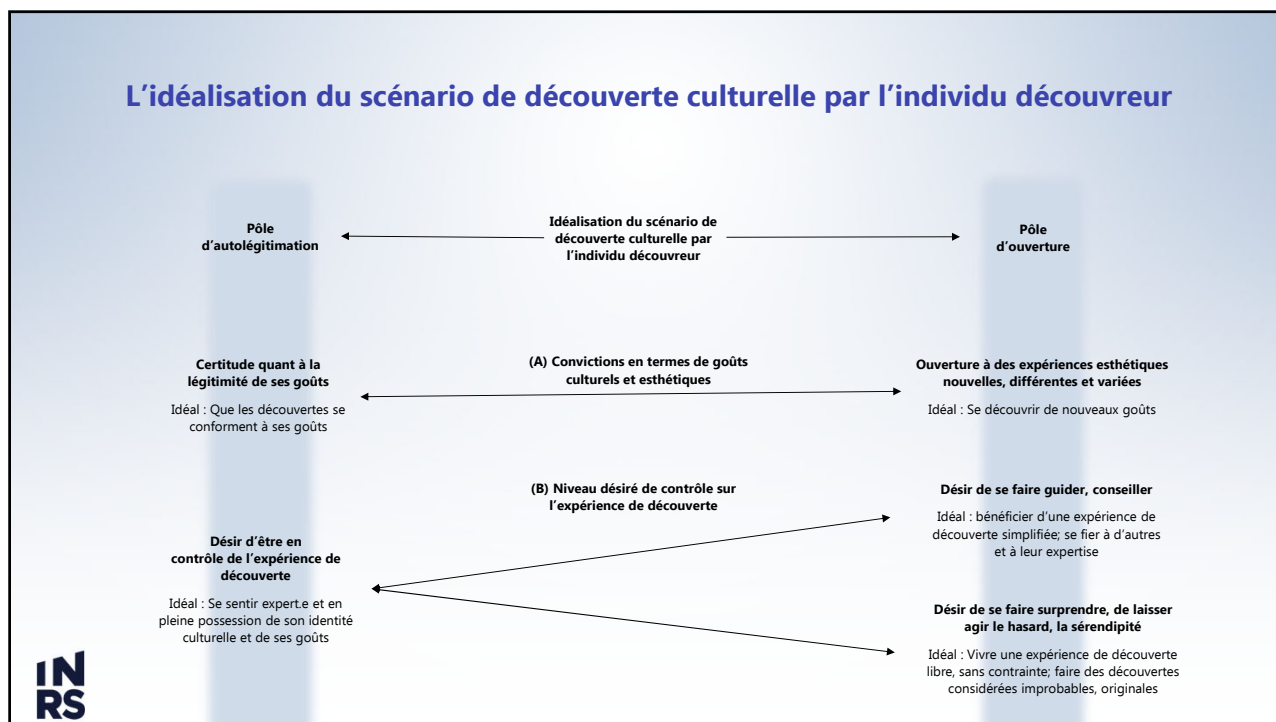 L’idéalisation du scénario de découverte culturelle par l’individu découvreur
Pôle
d’autolégitimation
Idéalisation du scénario de
découverte culturelle par
l’individu découvreur
Pôle
d’ouverture
Certitude quant à la
légitimité de ses goûts
Idéal : Que les découvertes se
conforment à ses goûts
(A) Convictions en termes de goûts
culturels et esthétiques
Ouverture à des expériences esthétiques
nouvelles, différentes et variées
Idéal : Se découvrir de nouveaux goûts
(B) Niveau désiré de contrôle sur
l’expérience de découverte
Désir d’être en
contrôle de l’expérience de
découverte
Idéal : Se sentir expert.e et en
pleine possession de son identité
culturelle et de ses goûts
Désir de se faire guider, conseiller
Idéal : bénéficier d’une expérience de
découverte simplifiée; se fier à d’autres
et à leur expertise
Désir de se faire surprendre, de laisser
agir le hasard, la sérendipité
Idéal : Vivre une expérience de découverte
libre, sans contrainte; faire des découvertes
considérées improbables, originales
IN
RS